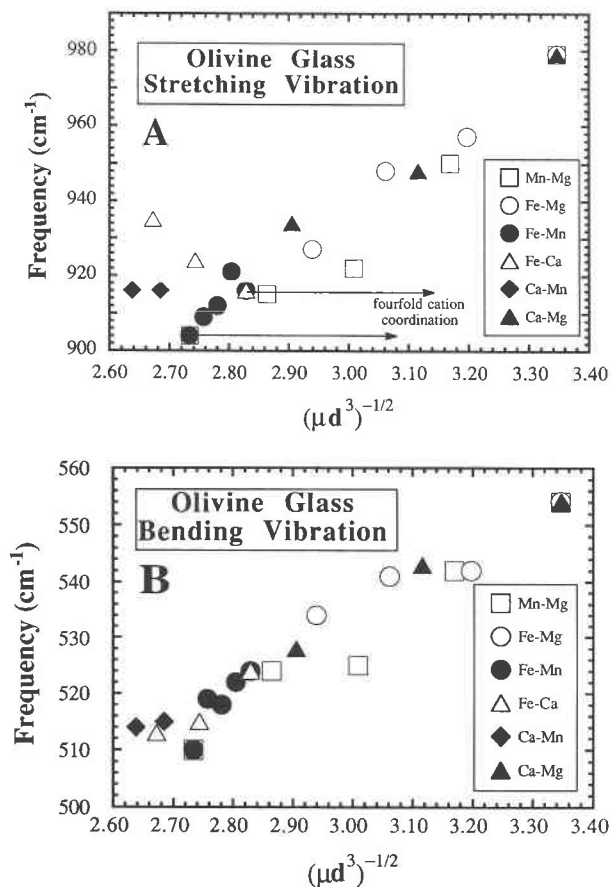 Olivine Glass
Stretching Vibration
A
Frequency (cm⁻¹)
980
960
940
920
900
Mn-Mg
Fe-Mg
Fe-Mn
Fe-Ca
Ca-Mn
Ca-Mg
fourfold cation
coordination
2.60 2.70 2.80 2.90 3.00 3.10 3.20 3.30 3.40
(μd³)⁻¹/²
Olivine Glass
Bending Vibration
B
Frequency (cm⁻¹)
560
550
540
530
520
510
500
Mn-Mg
Fe-Mg
Fe-Mn
Fe-Ca
Ca-Mn
Ca-Mg
2.60 2.70 2.80 2.90 3.00 3.10 3.20 3.30 3.40
(μd³)⁻¹/²